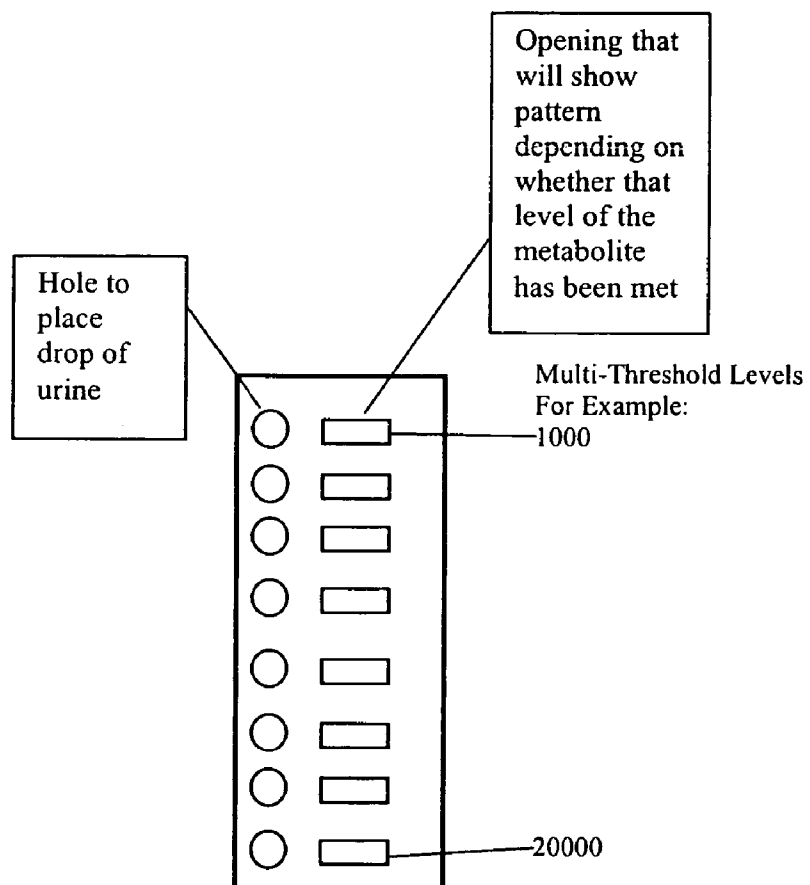 Opening that
will show
pattern
depending on
whether that
level of the
metabolite
has been met
Hole to
place
drop of
urine
Multi-Threshold Levels
For Example:
1000
20000